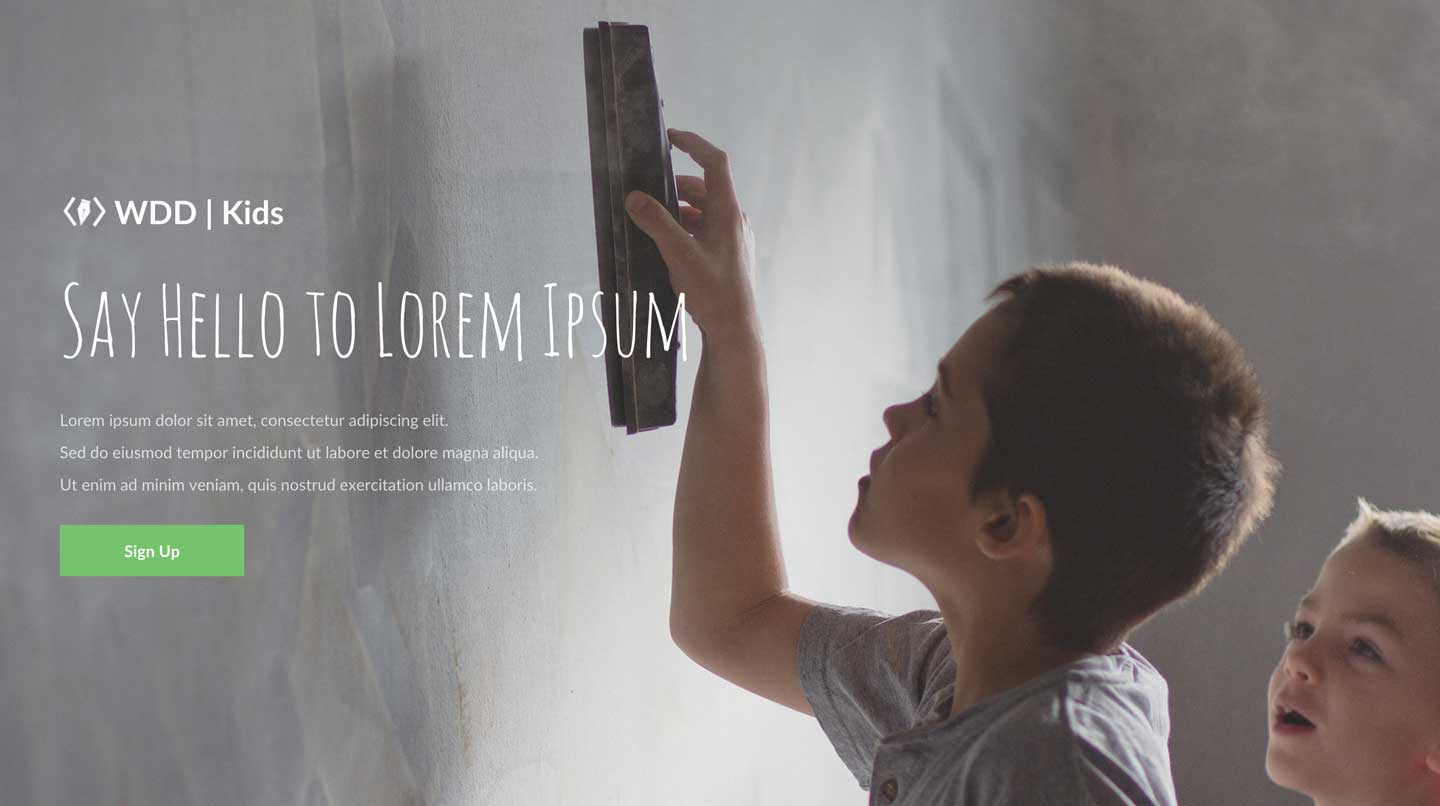 WDD | Kids
Say Hello to Lorem Ipsum
Lorem ipsum dolor sit amet, consectetur adipiscing elit.
Sed do eiusmod tempor incididunt ut labore et dolore magna aliqua.
Ut enim ad minim veniam, quis nostrud exercitation ullamco laboris.
Sign Up